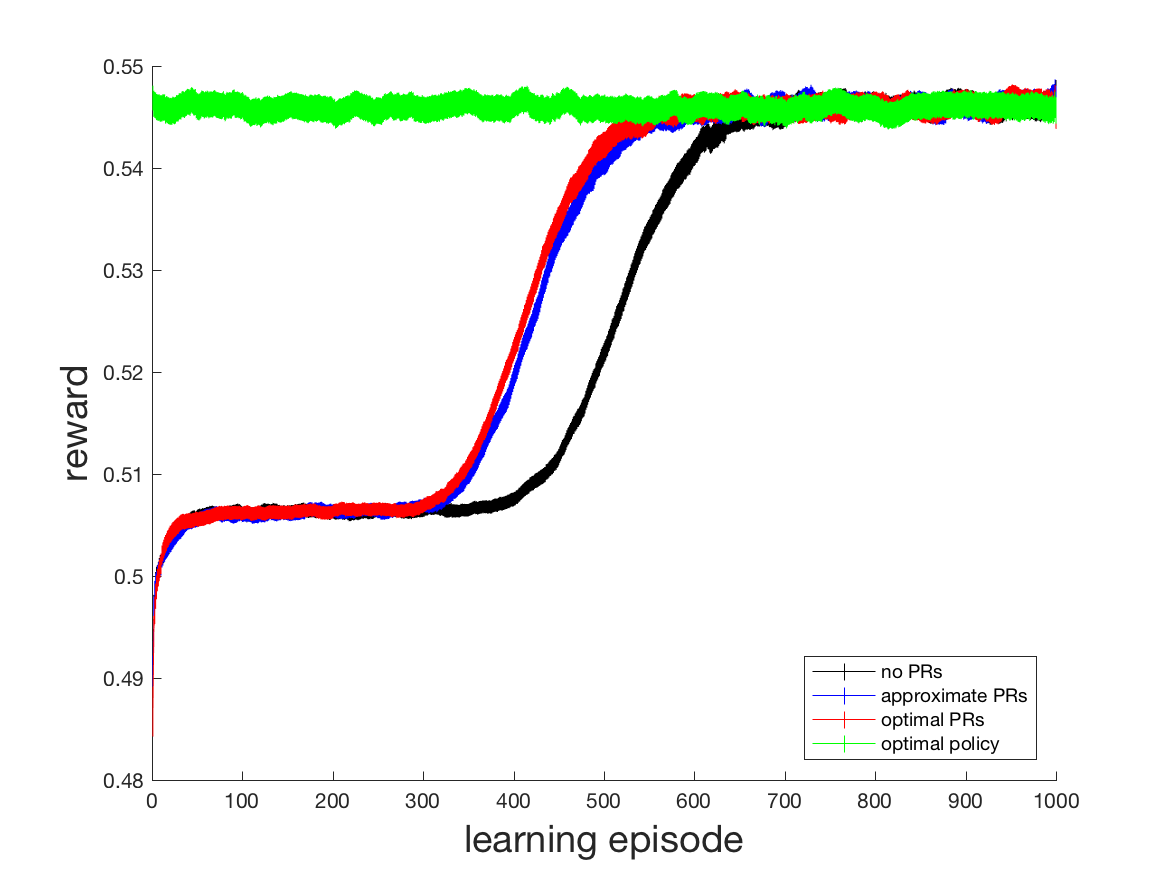 0.55
0.54
0.53
0.52
0.51
0.5
0.49
0.48
reward
0 100 200 300 400 500 600 700 800 900 1000
learning episode
no PRs
approximate PRs
optimal PRs
optimal policy